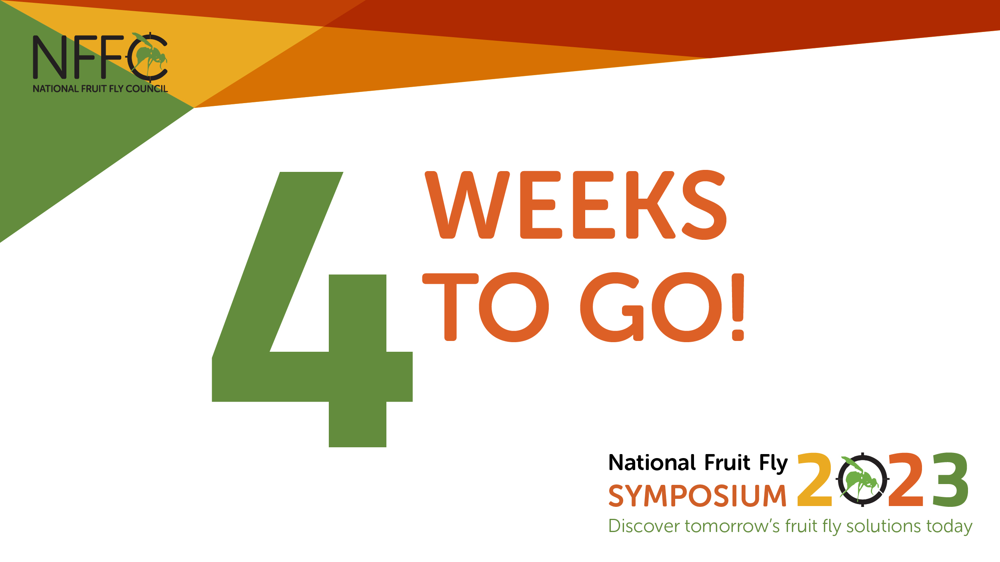 NFFC
NATIONAL FRUIT FLY COUNCIL
4 WEEKS
TO GO!
National Fruit Fly
SYMPOSIUM 2023
Discover tomorrow's fruit fly solutions today